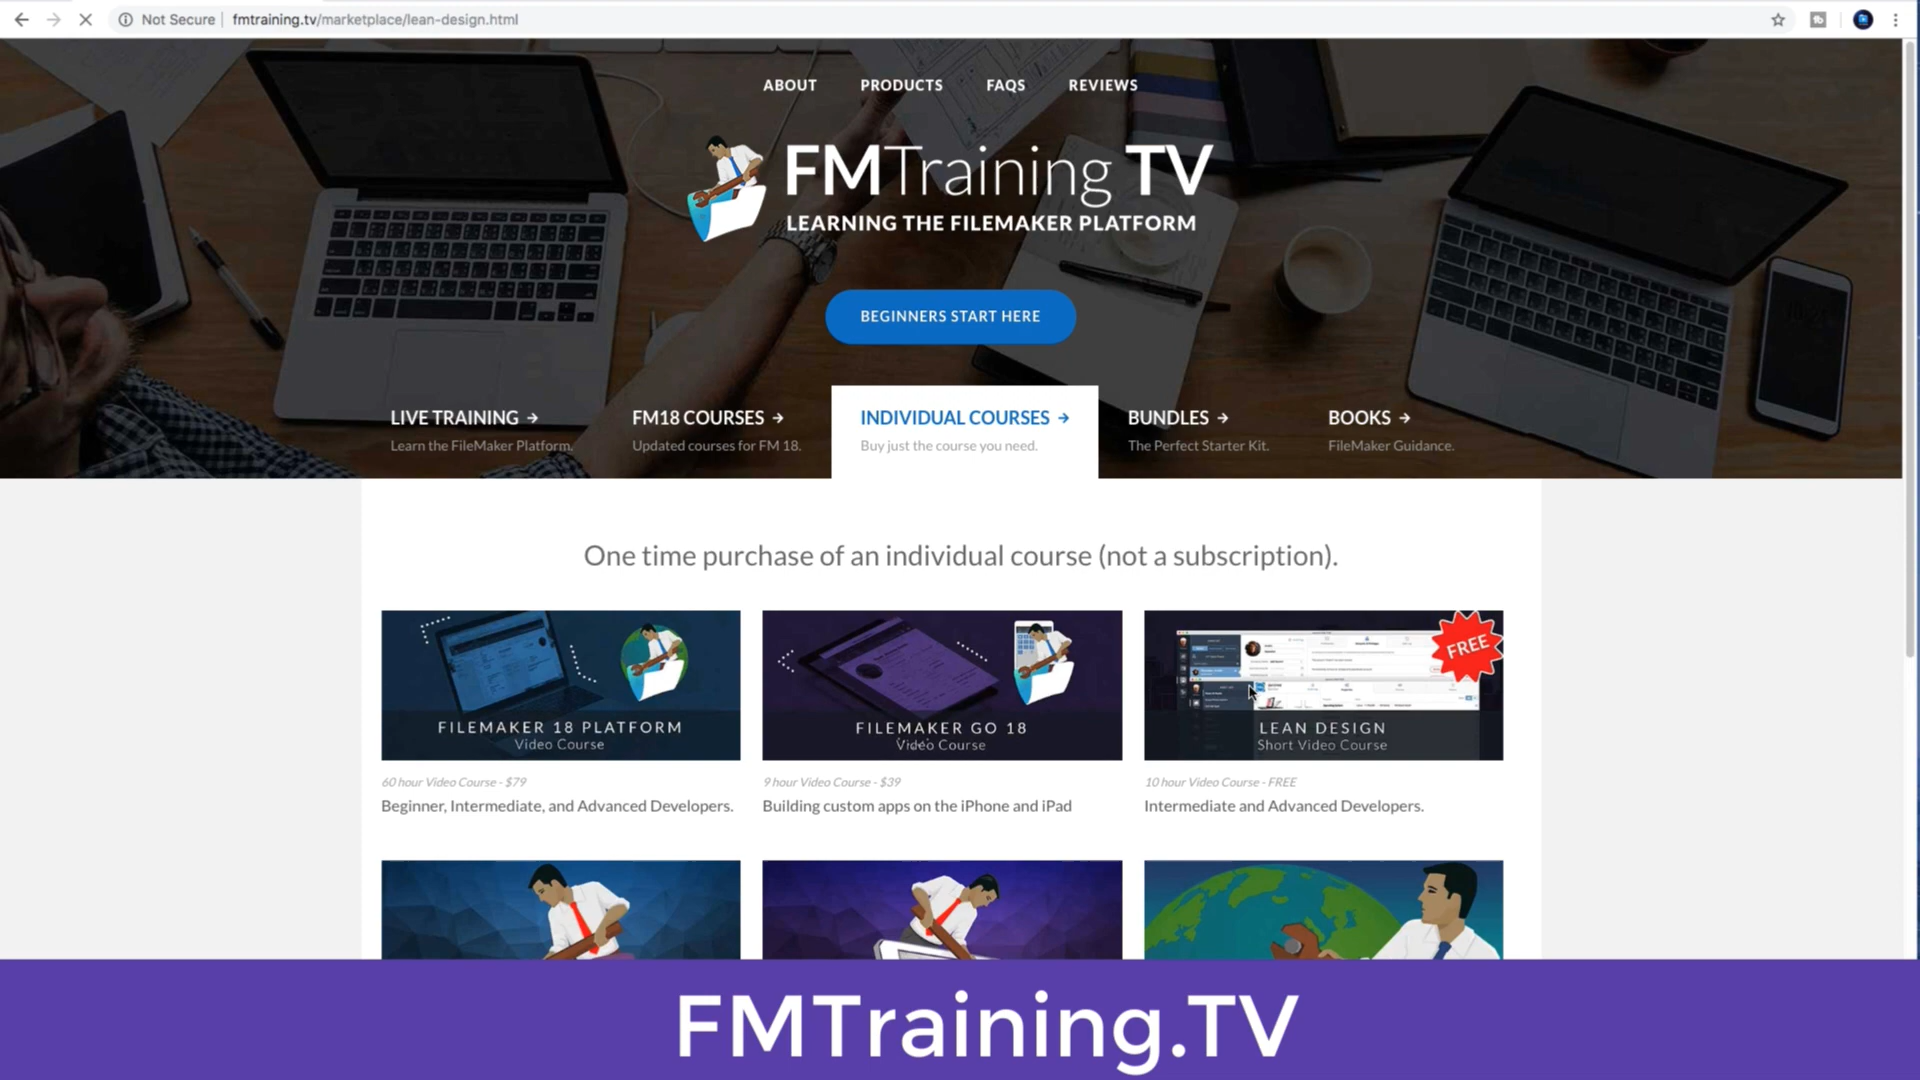 Not Secure | fmtraining.tv/marketplace/lean-design.html
ABOUT PRODUCTS FAQS REVIEWS
FMTraining TV
LEARNING THE FILEMAKER PLATFORM
BEGINNERS START HERE
LIVE TRAINING → FM18 COURSES → INDIVIDUAL COURSES → BUNDLES → BOOKS →
Learn the FileMaker Platform. Updated courses for FM 18. Buy just the course you need. The Perfect Starter Kit. FileMaker Guidance.
One time purchase of an individual course (not a subscription).
FREE
FILEMAKER 18 PLATFORM FILEMAKER GO 18 LEAN DESIGN
Video Course Video Course Short Video Course
60 hour Video Course - $79 9 hour Video Course - $39 10 hour Video Course - FREE
Beginner, Intermediate, and Advanced Developers. Building custom apps on the iPhone and iPad Intermediate and Advanced Developers.
FMTraining.TV